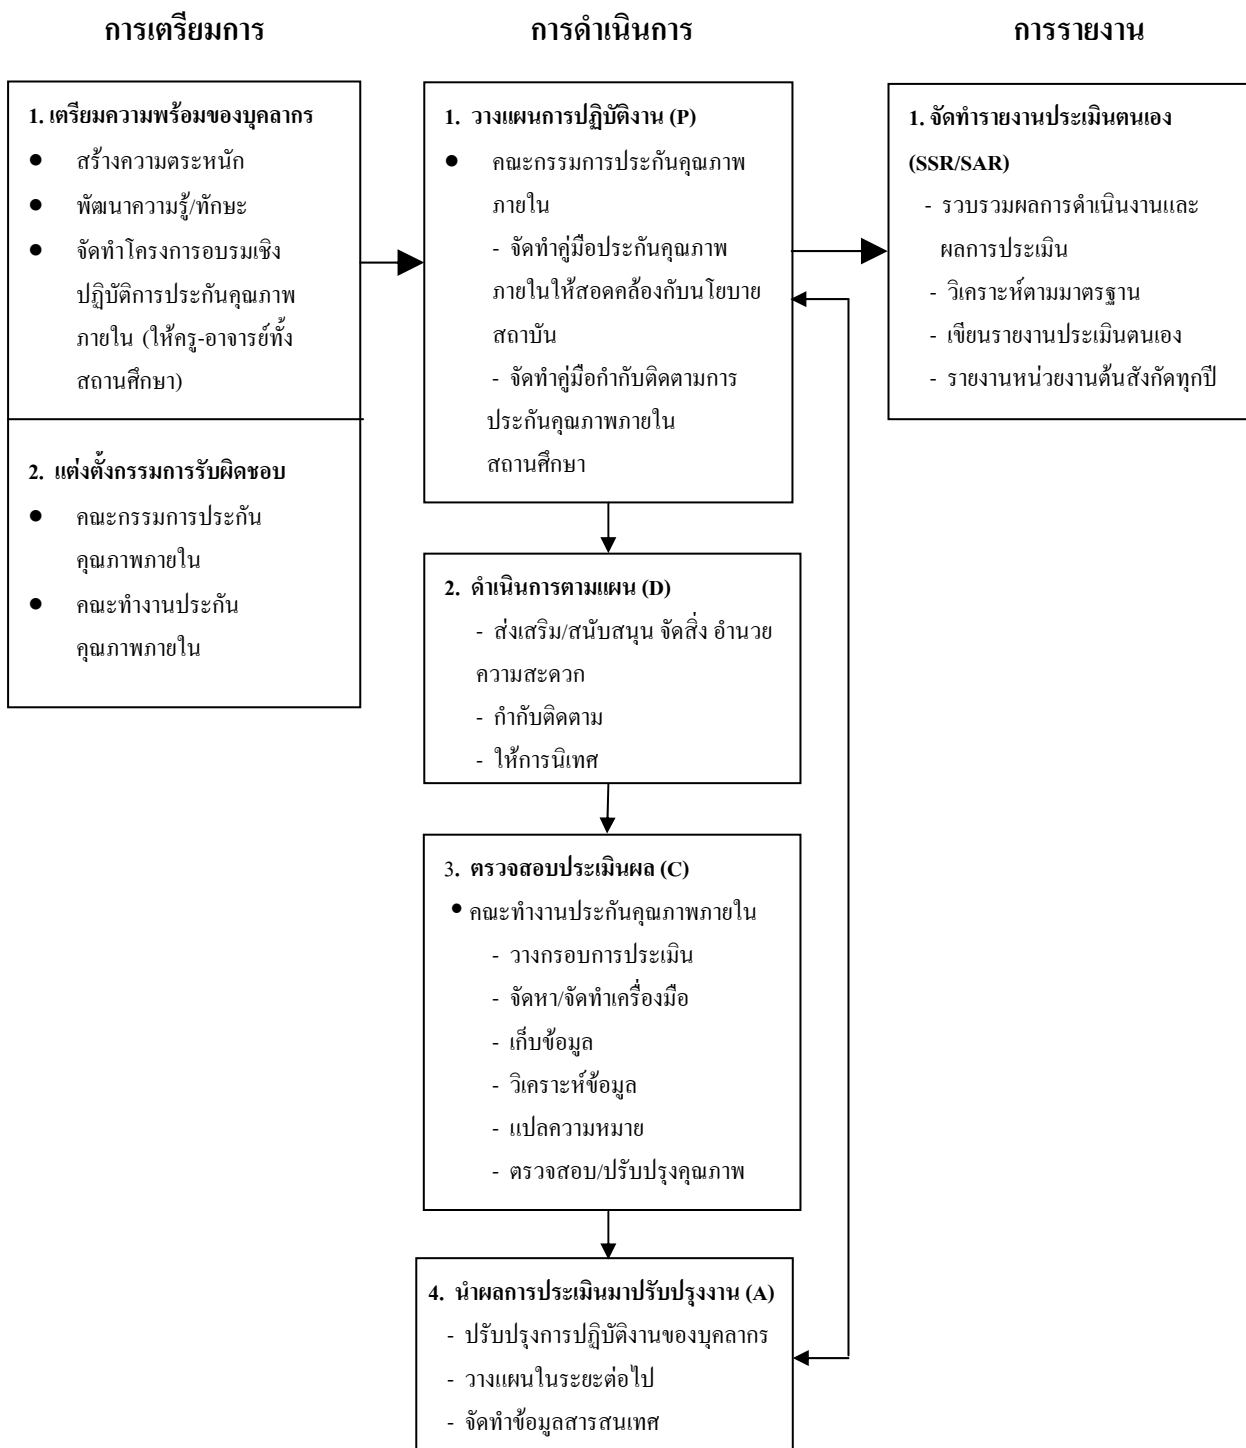 การเตรียมการ
1. เตรียมความพร้อมของบุคลากร
● สร้างความตระหนัก
● พัฒนาความรู้/ทักษะ
● จัดทำโครงการอบรมเชิง
ปฏิบัติการประกันคุณภาพ
ภายใน (ให้ครู-อาจารย์ทั้ง
สถานศึกษา)
2. แต่งตั้งกรรมการรับผิดชอบ
● คณะกรรมการประกัน
คุณภาพภายใน
● คณะทำงานประกัน
คุณภาพภายใน
การดำเนินการ
1. วางแผนการปฏิบัติงาน (P)
● คณะกรรมการประกันคุณภาพ
ภายใน
- จัดทำคู่มือประกันคุณภาพ
ภายในให้สอดคล้องกับนโยบาย
สถาบัน
- จัดทำคู่มือกำกับติดตามการ
ประกันคุณภาพภายใน
สถานศึกษา
2. ดำเนินการตามแผน (D)
- ส่งเสริม/สนับสนุน จัดสิ่ง อำนวย
ความสะดวก
- กำกับติดตาม
- ให้การนิเทศ
3. ตรวจสอบประเมินผล (C)
● คณะทำงานประกันคุณภาพภายใน
- วางกรอบการประเมิน
- จัดหา/จัดทำเครื่องมือ
- เก็บข้อมูล
- วิเคราะห์ข้อมูล
- แปลความหมาย
- ตรวจสอบ/ปรับปรุงคุณภาพ
4. นำผลการประเมินมาปรับปรุงงาน (A)
- ปรับปรุงการปฏิบัติงานของบุคลากร
- วางแผนในระยะต่อไป
- จัดทำข้อมูลสารสนเทศ
การรายงาน
1. จัดทำรายงานประเมินตนเอง
(SSR/SAR)
- รวบรวมผลการดำเนินงานและ
ผลการประเมิน
- วิเคราะห์ตามมาตรฐาน
- เขียนรายงานประเมินตนเอง
- รายงานหน่วยงานต้นสังกัดทุกปี